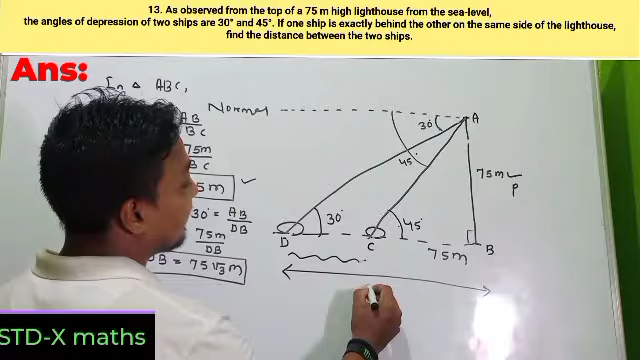 13. As observed from the top of a 75 m high lighthouse from the sea-level,
the angles of depression of two ships are 30° and 45°. If one ship is exactly behind the other on the same side of the lighthouse,
find the distance between the two ships.
Ans:
In Δ ABC,
AB
BC
75m
BC
5m
30° = AB
DB
75m
DB
DB = 75√3 m
Normal
A
30°
45°
75m
30°
45°
D
C
B
75m
STD-X maths